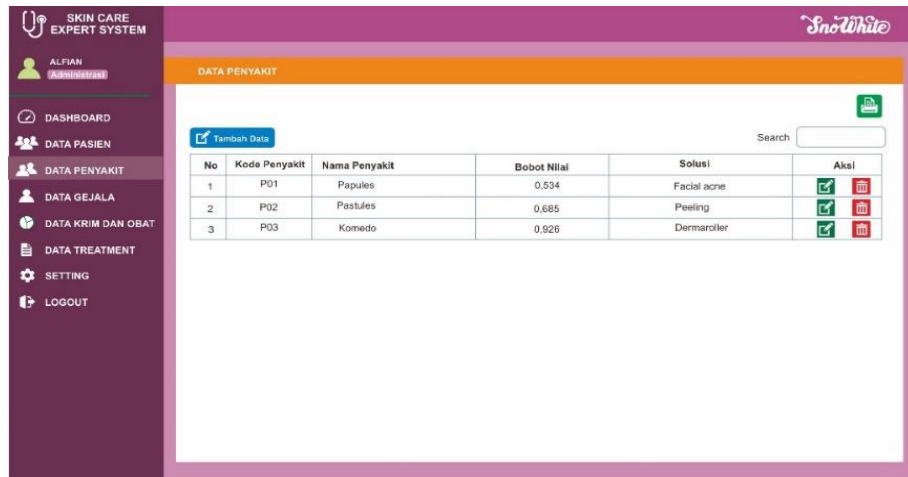 SKIN CARE
EXPERT SYSTEM
SnoWhite
ALFIAN
Administrasi
DATA PENYAKIT
DASHBOARD
DATA PASIEN
DATA PENYAKIT
DATA GEJALA
DATA KRIM DAN OBAT
DATA TREATMENT
SETTING
LOGOUT
Tambah Data
Search
No Kode Penyakit Nama Penyakit Bobot Nilai Solusi Aksi
1 P01 Papules 0,534 Facial acne
2 P02 Pastules 0,685 Peeling
3 P03 Komedo 0,926 Dermaroller